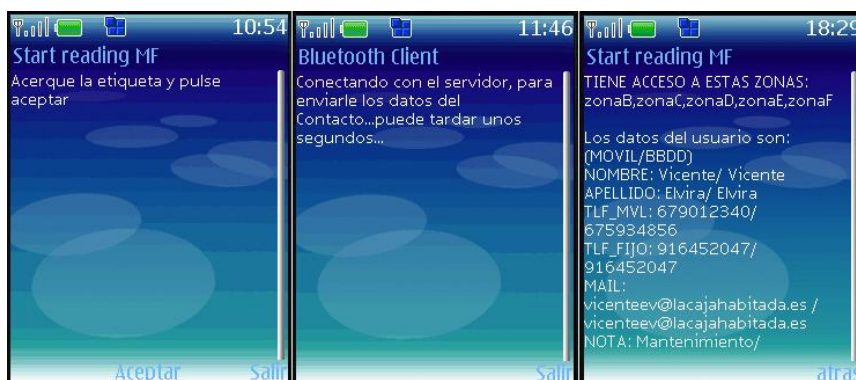 10:54
Start reading MF
Acerque la etiqueta y pulse
aceptar
Aceptar
Salir
11:46
Bluetooth Client
Conectando con el servidor, para
enviarle los datos del
Contacto...puede tardar unos
segundos...
Salir
18:29
Start reading MF
TIENE ACCESO A ESTAS ZONAS:
zonaB,zonaC,zonaD,zonaE,zonaF
Los datos del usuario son:
(MOVIL/BBDD)
NOMBRE: Vicente/ Vicente
APELLIDO: Elvira/ Elvira
TLF_MVL: 679012340/
675934856
TLF_FIJO: 916452047/
916452047
MAIL:
vicenteev@lacajahabitada.es /
vicenteev@lacajahabitada.es
NOTA: Mantenimiento/
atras